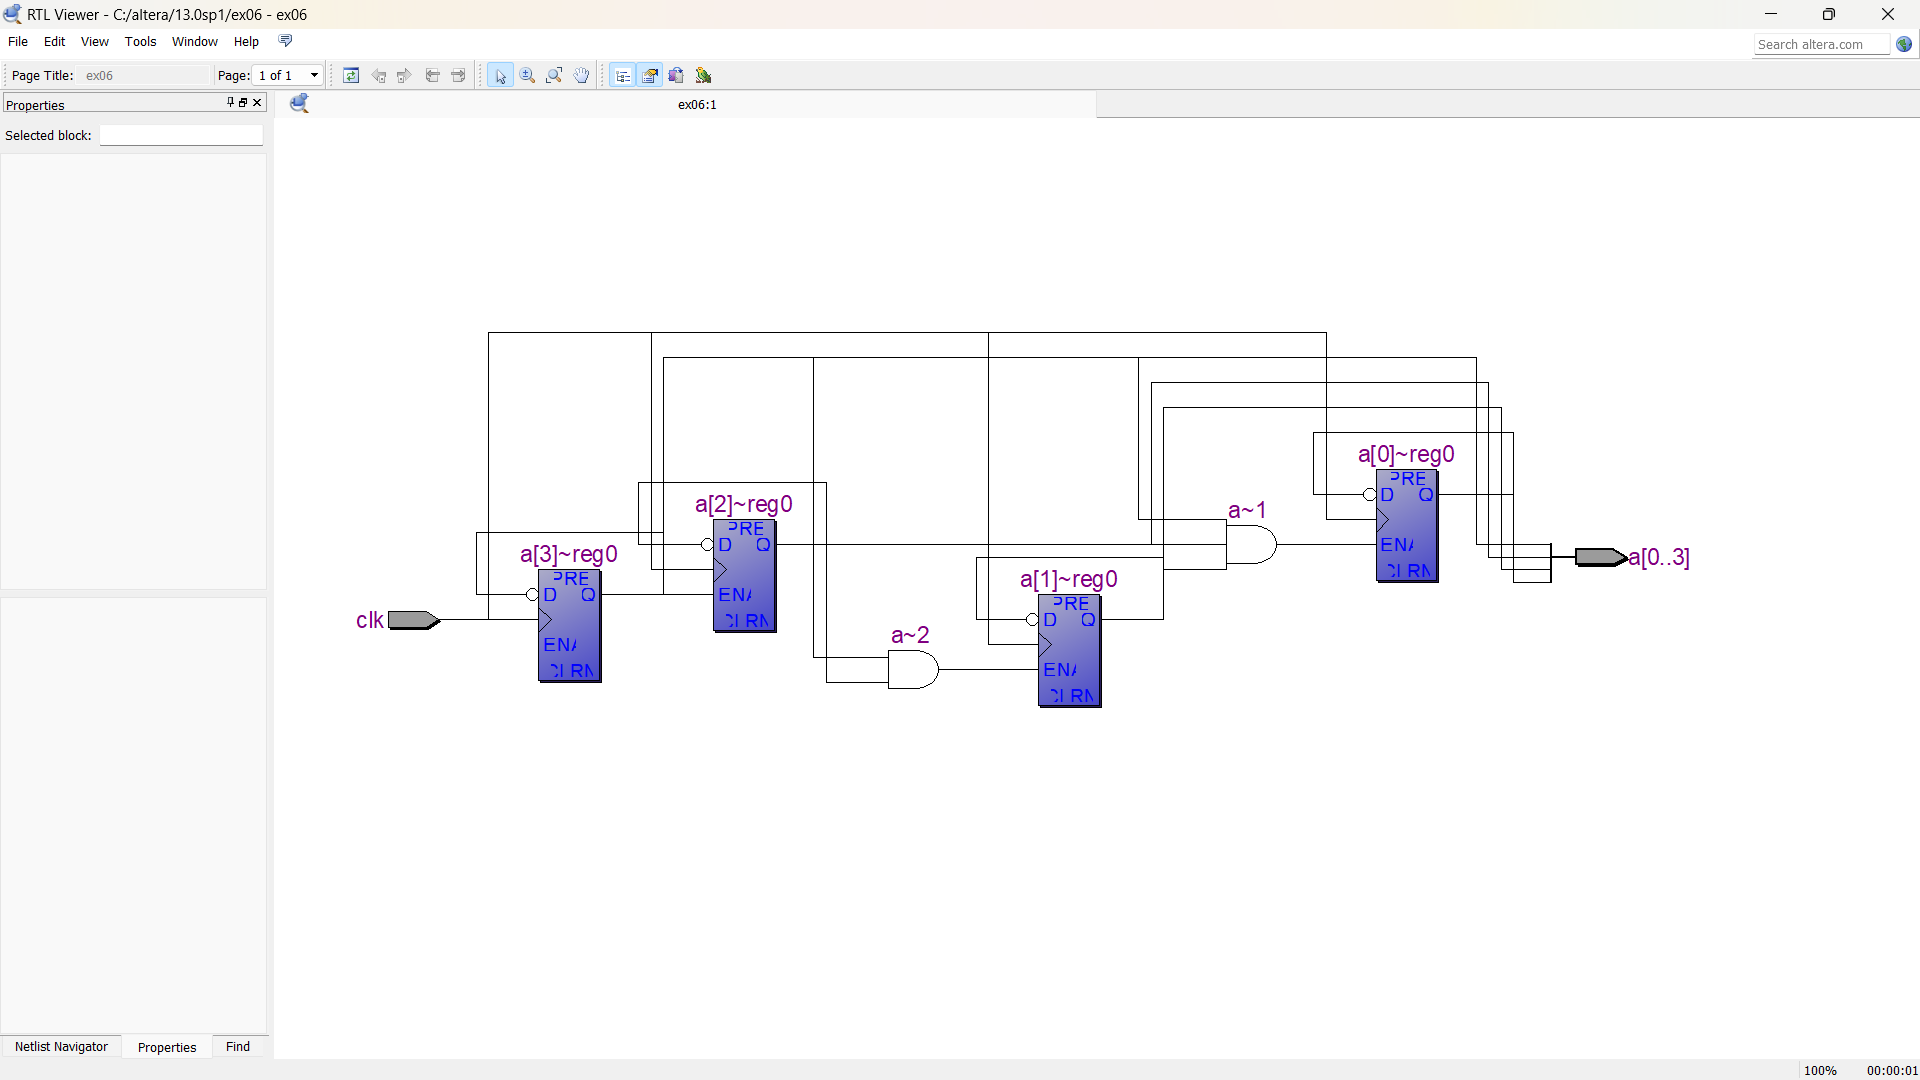 RTL Viewer - C:/altera/13.0sp1/ex06 - ex06
File Edit View Tools Window Help
Search altera.com
Page Title: ex06 Page: 1 of 1
Properties
ex06:1
Selected block:
a[0]~reg0
PRE
D Q
ENA
CLRN
a[2]~reg0
PRE
D Q
ENA
CLRN
a~1
a[3]~reg0
PRE
D Q
ENA
CLRN
a[0..3]
a[1]~reg0
PRE
D Q
ENA
CLRN
clk
a~2
Netlist Navigator Properties Find
100% 00:00:01